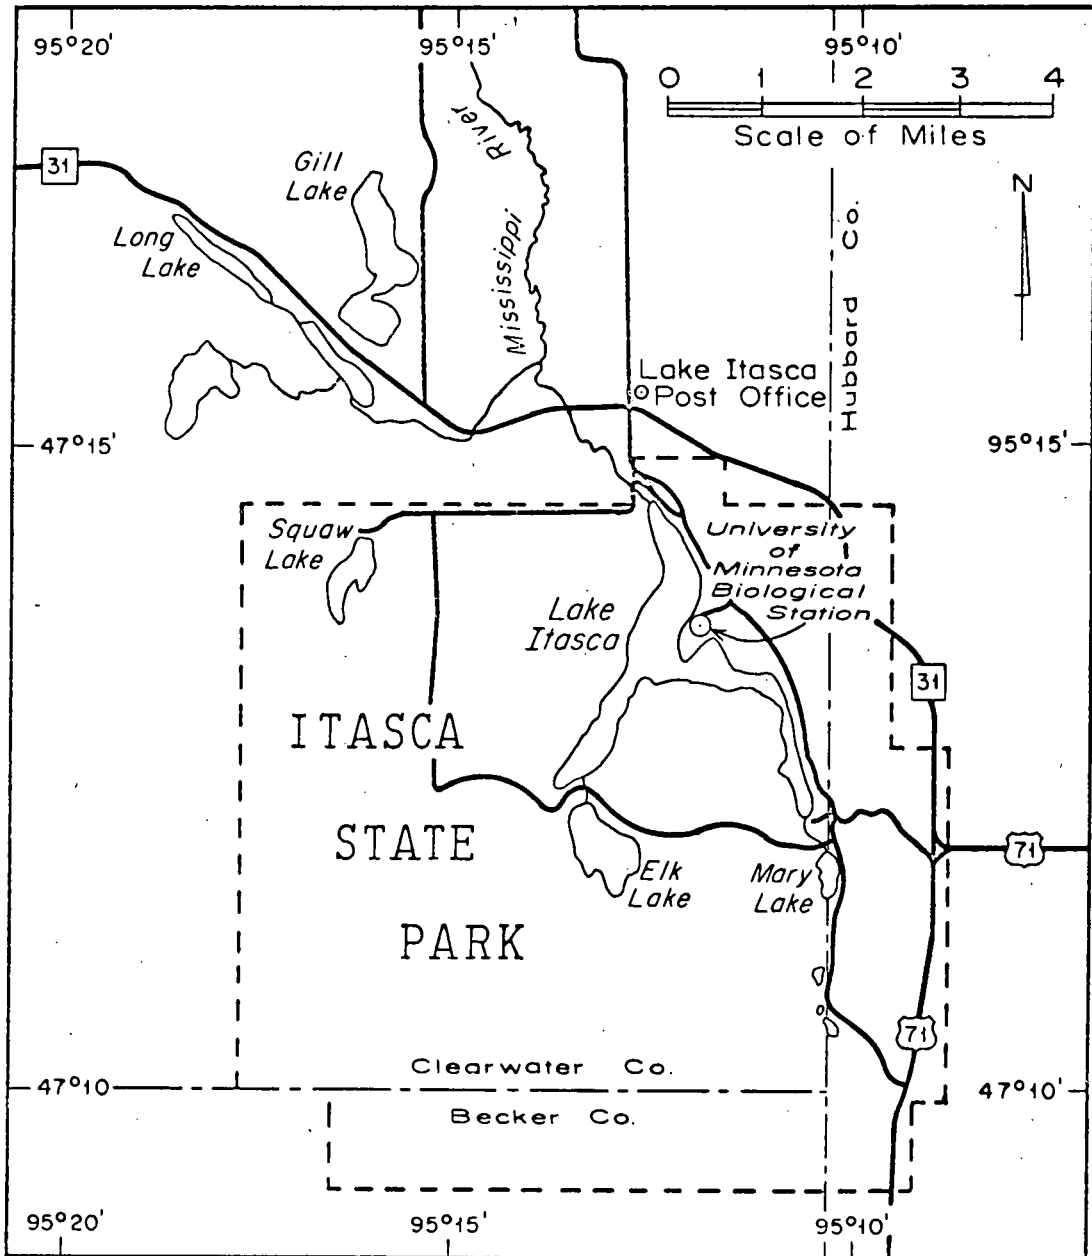 95°20'
95°15'
95°10'
0 1 2 3 4
Scale of Miles
N
31
Gill
Lake
River
Mississippi
Long
Lake
Hubbard Co.
Lake Itasca
Post Office
47°15'
95°15'
Squaw
Lake
University
of
Minnesota
Biological
Station
Lake
Itasca
31
ITASCA
STATE
PARK
71
Elk
Lake
Mary
Lake
71
Clearwater Co.
47°10
47°10'
Becker Co.
95°20'
95°15'
95°10'